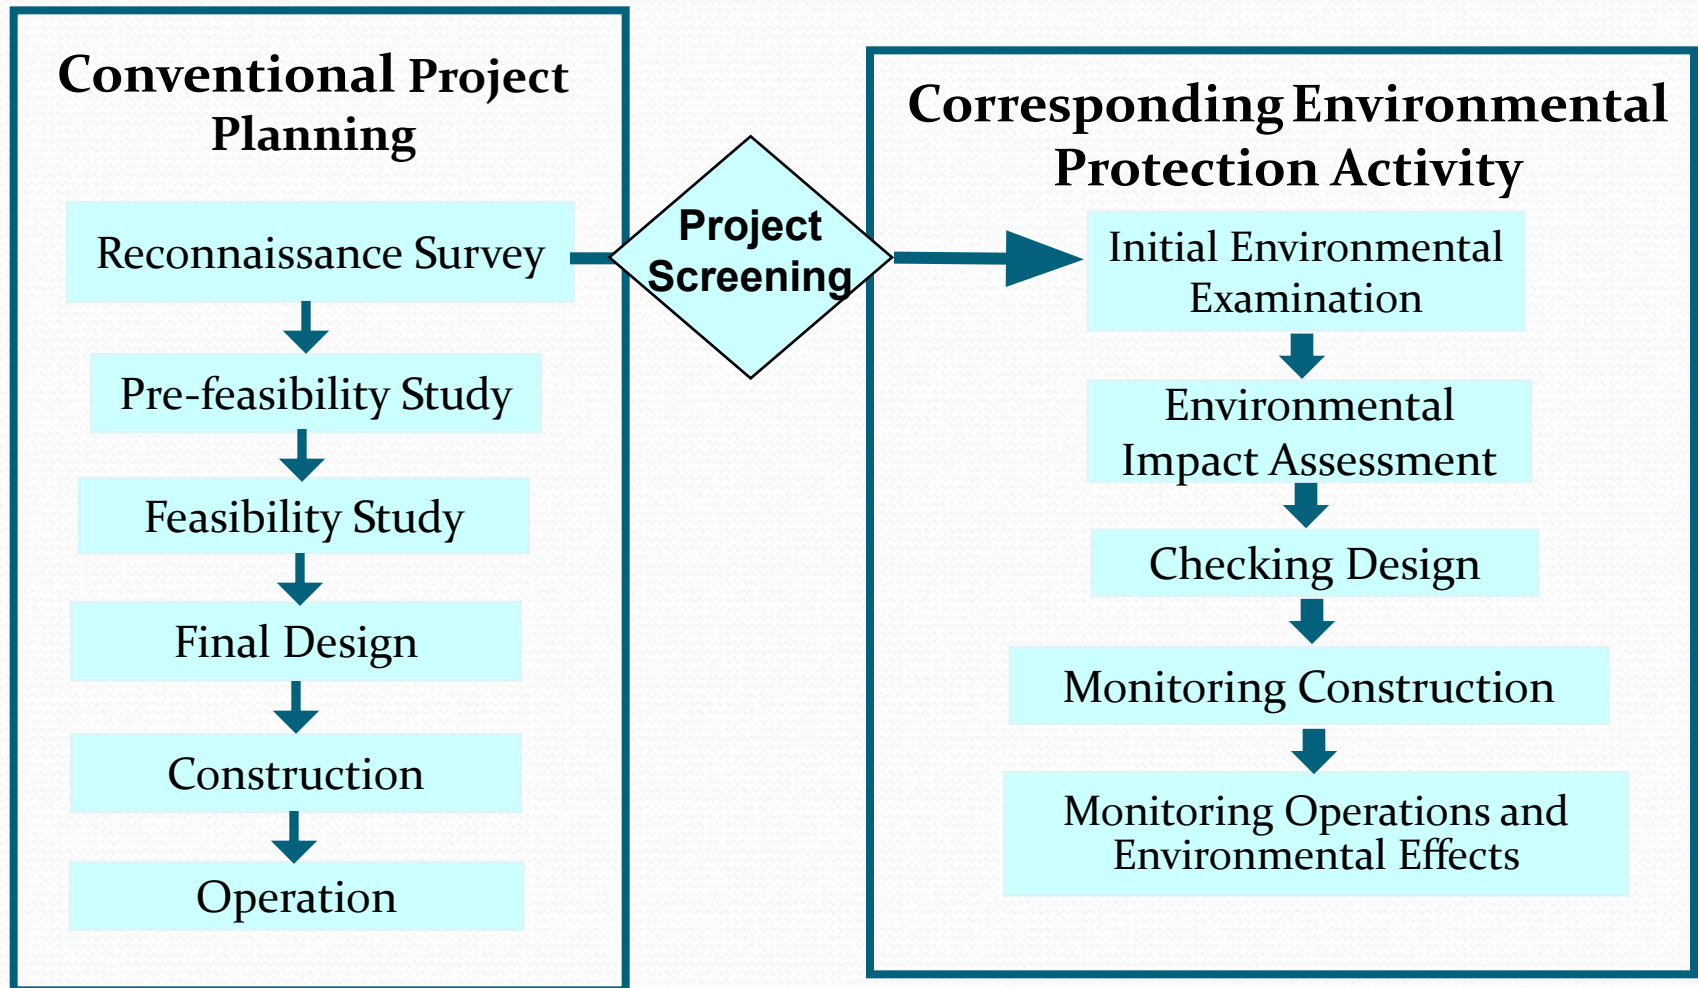 Conventional Project
Planning
Reconnaissance Survey
Pre-feasibility Study
Feasibility Study
Final Design
Construction
Operation
Project
Screening
Corresponding Environmental
Protection Activity
Initial Environmental
Examination
Environmental
Impact Assessment
Checking Design
Monitoring Construction
Monitoring Operations and
Environmental Effects